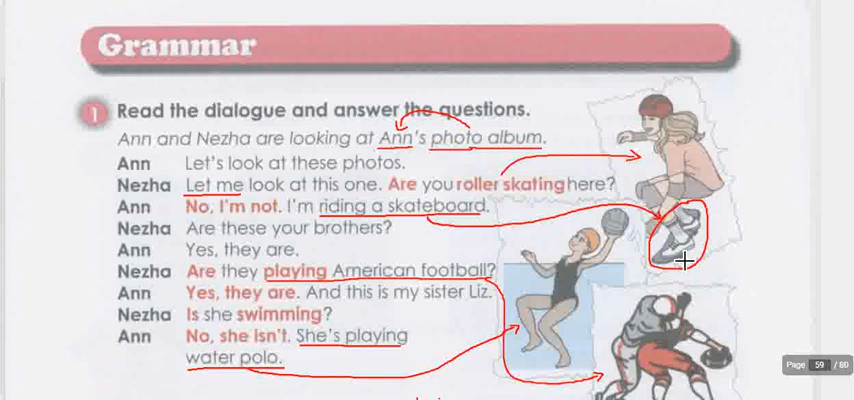 Grammar
1 Read the dialogue and answer the questions.
Ann and Nezha are looking at Ann's photo album.
Ann Let's look at these photos.
Nezha Let me look at this one. Are you roller skating here?
Ann No, I'm not. I'm riding a skateboard.
Nezha Are these your brothers?
Ann Yes, they are.
Nezha Are they playing American football?
Ann Yes, they are. And this is my sister Liz.
Nezha Is she swimming?
Ann No, she isn't. She's playing
water polo.
Page 59 / 80